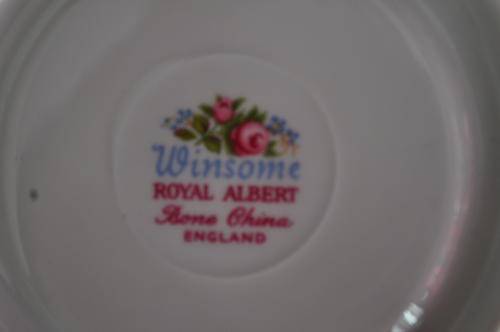 Winsome
ROYAL ALBERT
Bone China
ENGLAND